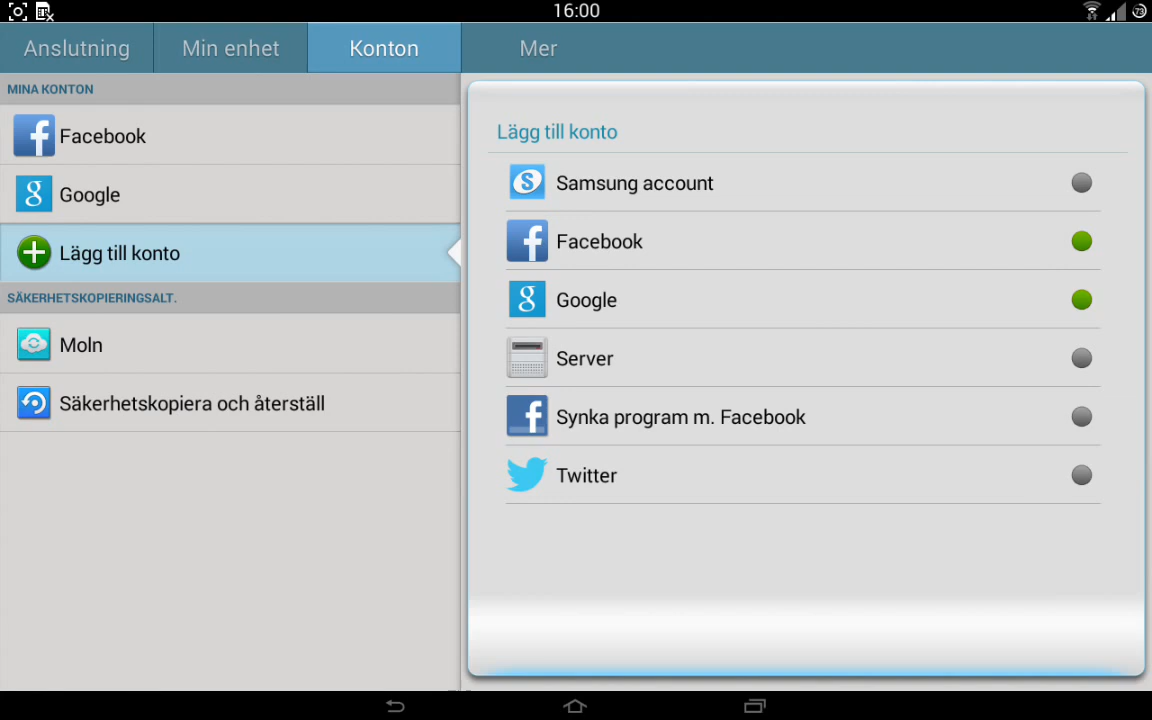 16:00
73
Anslutning
Min enhet
Konton
Mer
MINA KONTON
Facebook
Google
Lägg till konto
SÄKERHETSKOPIERINGSALT.
Moln
Säkerhetskopiera och återställ
Lägg till konto
Samsung account
Facebook
Google
Server
Synka program m. Facebook
Twitter